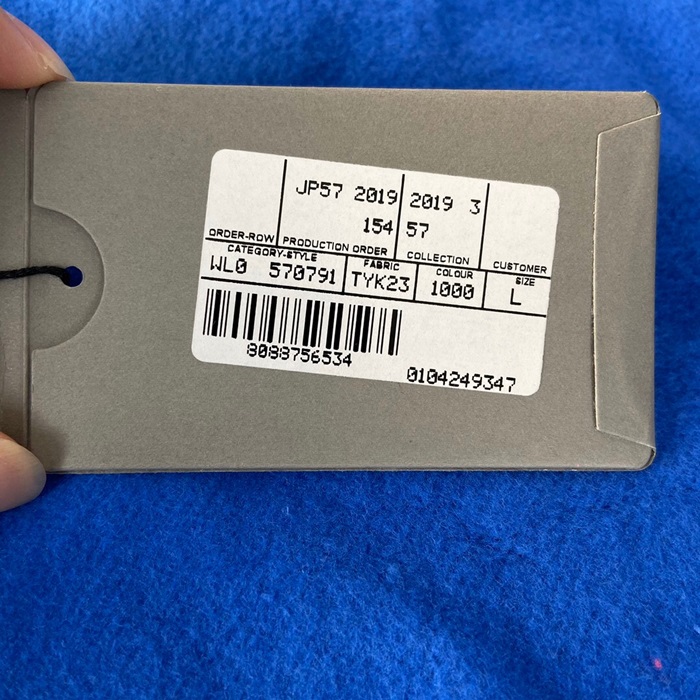 JP57 2019 2019 3
154 57
ORDER-ROW PRODUCTION ORDER COLLECTION CUSTOMER
CATEGORY-STYLE FABRIC COLOUR SIZE
WL0 570791 TYK23 1000 L
8088756534
0104249347